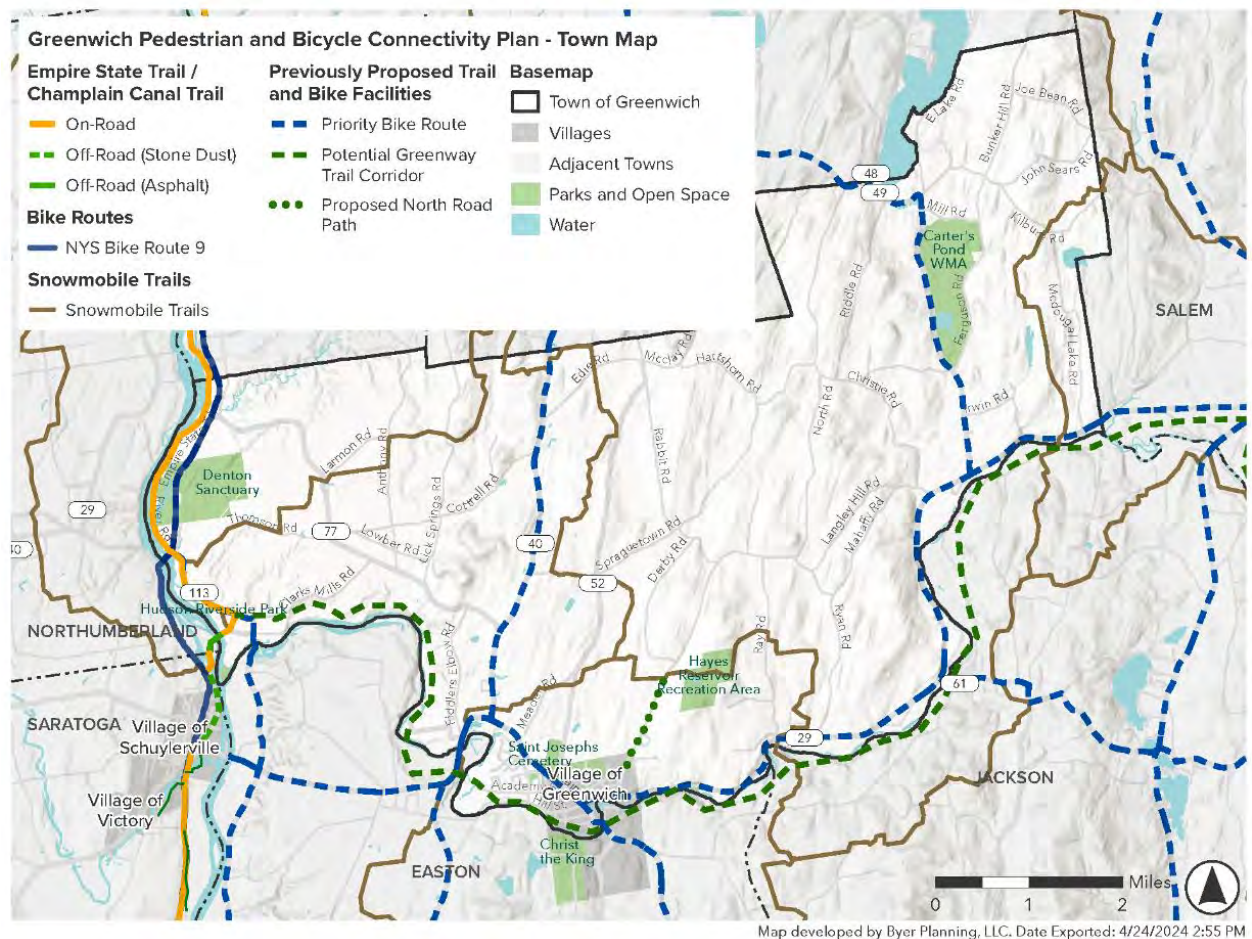 Greenwich Pedestrian and Bicycle Connectivity Plan - Town Map
Empire State Trail /
Champlain Canal Trail
On-Road
Off-Road (Stone Dust)
Off-Road (Asphalt)
Bike Routes
NYS Bike Route 9
Snowmobile Trails
Snowmobile Trails
Previously Proposed Trail
and Bike Facilities
Priority Bike Route
Potential Greenway
Trail Corridor
Proposed North Road
Path
Basemap
Town of Greenwich
Villages
Adjacent Towns
Parks and Open Space
Water
E Lake Rd
Joe Bean Rd
Bunker Hill Rd
John Sears Rd
48
49
Mill Rd
Kilburn Rd
Carter's
Pond
WMA
Ferguson Rd
Riddle Rd
Mcdougal Lake Rd
SALEM
Edie Rd
Mcclay Rd
Hartshorn Rd
Christie Rd
North Rd
Irwin Rd
Larmon Rd
Anthony Rd
Rabbit Rd
Denton
Sanctuary
29
Thomson Rd
77
Lowber Rd
Lick Springs Rd
Cottrell Rd
40
40
Langley Hill Rd
Mahaffy Rd
Spraguetown Rd
Derby Rd
52
113
Clarks Mills Rd
Hudson Riverside Park
NORTHUMBERLAND
Ryan Rd
Ray Rd
Fiddlers Elbow Rd
Hayes
Reservoir
Recreation Area
61
Meader Rd
SARATOGA
Village of
Schuylerville
29
Saint Josephs
Cemetery
Village of
Greenwich
Academy
Hill St
JACKSON
Village of
Victory
Christ
the King
EASTON
Miles
0
1
2
Map developed by Byer Planning, LLC. Date Exported: 4/24/2024 2:55 PM